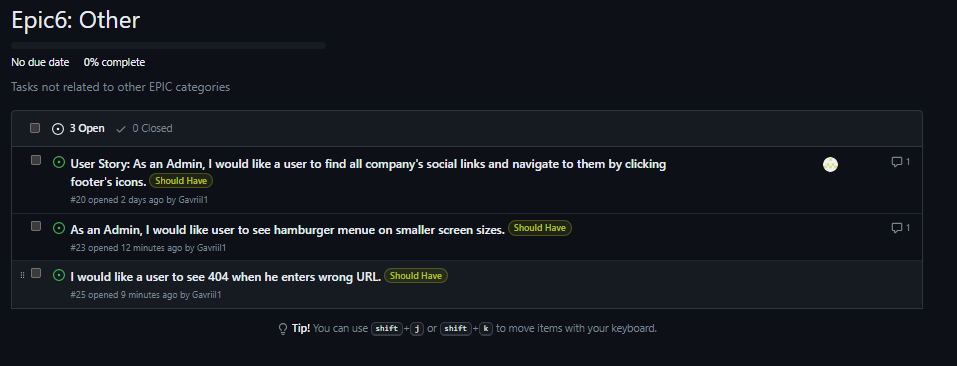 Epic6: Other
No due date 0% complete
Tasks not related to other EPIC categories
3 Open 0 Closed
User Story: As an Admin, I would like a user to find all company's social links and navigate to them by clicking
footer's icons. Should Have
1
#20 opened 2 days ago by Gavriil1
As an Admin, I would like user to see hamburger menue on smaller screen sizes. Should Have
1
#23 opened 12 minutes ago by Gavriil1
I would like a user to see 404 when he enters wrong URL. Should Have
#25 opened 9 minutes ago by Gavriil1
Tip! You can use shift+j or shift+k to move items with your keyboard.